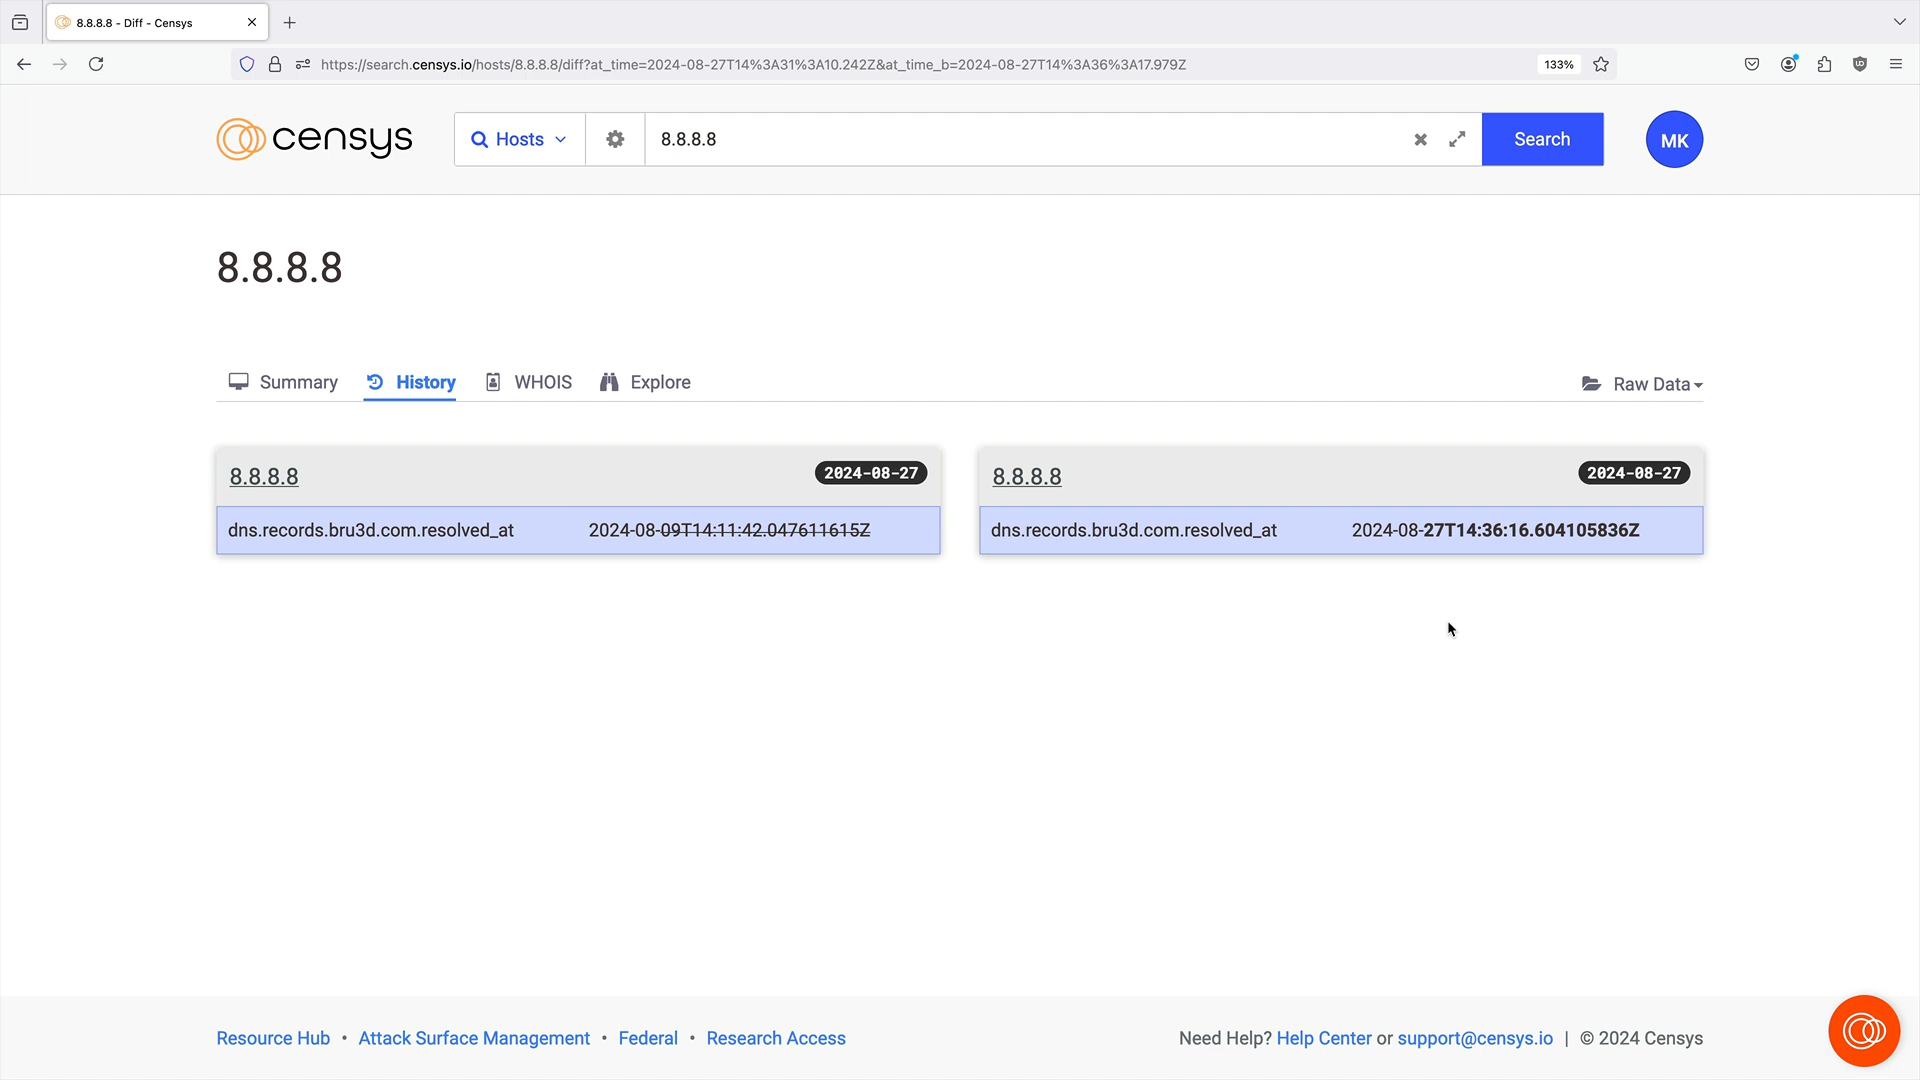 8.8.8.8 - Diff - Censys
https://search.censys.io/hosts/8.8.8.8/diff?at_time=2024-08-27T14%3A31%3A10.242Z&at_time_b=2024-08-27T14%3A36%3A17.979Z
133%
censys
Hosts
8.8.8.8
Search
MK
8.8.8.8
Summary
History
WHOIS
Explore
Raw Data
8.8.8.8
2024-08-27
dns.records.bru3d.com.resolved_at 2024-08-09T14:11:42.047611615Z
8.8.8.8
2024-08-27
dns.records.bru3d.com.resolved_at 2024-08-27T14:36:16.604105836Z
Resource Hub • Attack Surface Management • Federal • Research Access
Need Help? Help Center or support@censys.io | © 2024 Censys